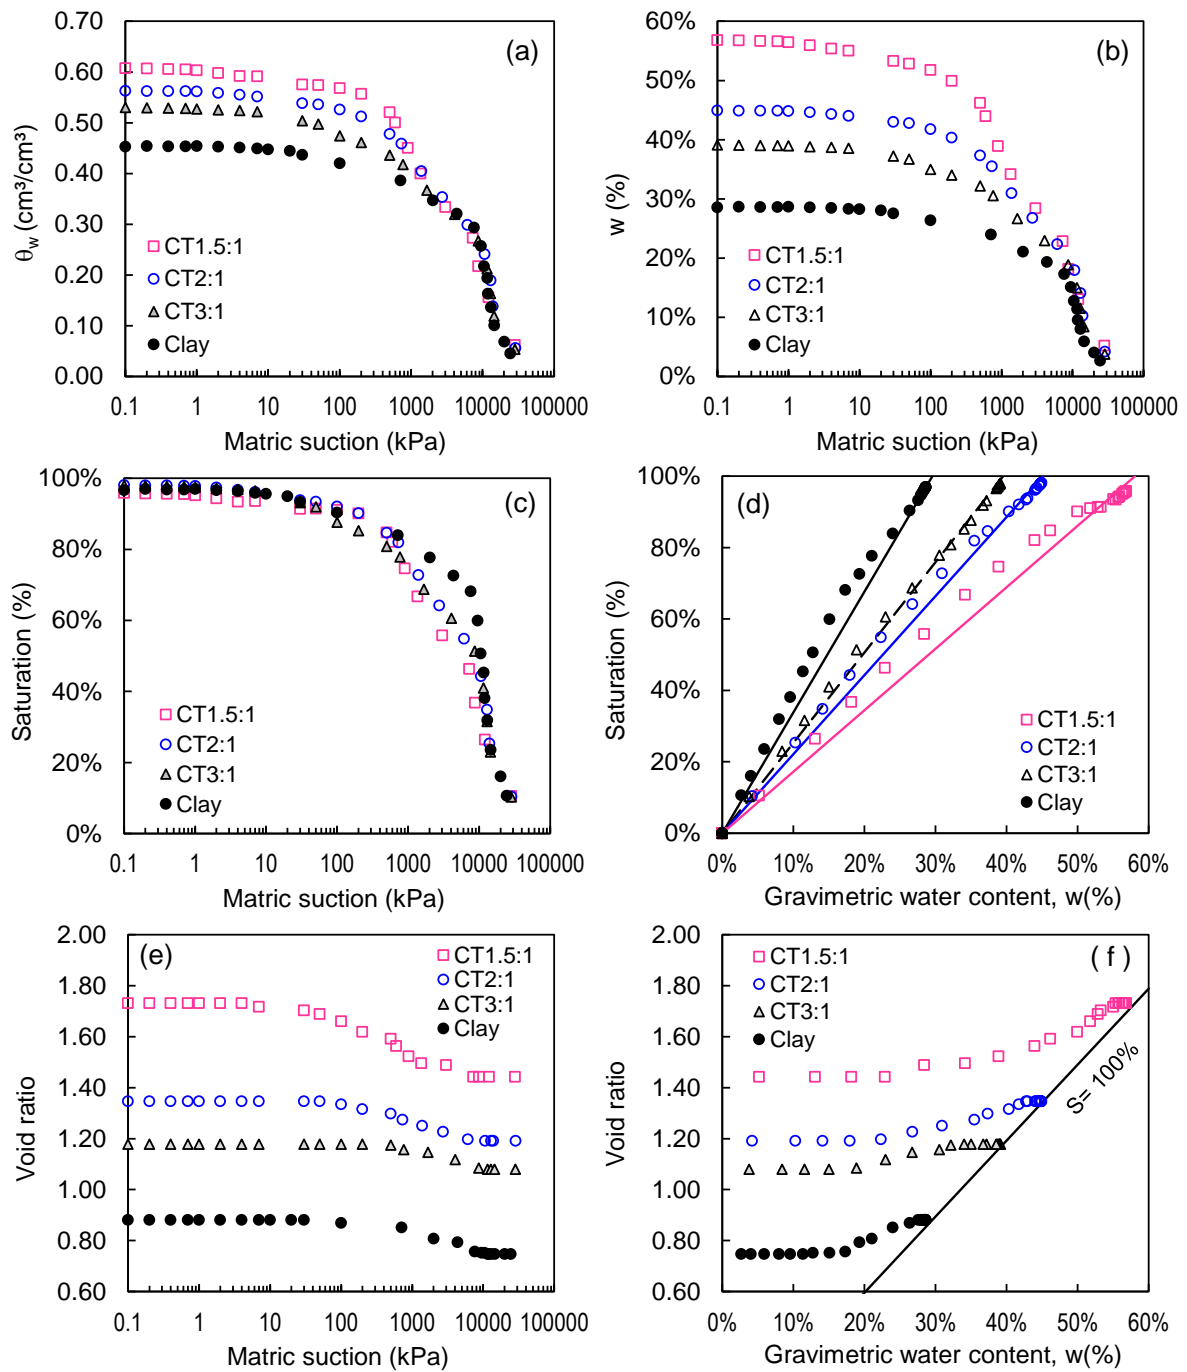 0.70
0.60
0.50
0.40
0.30
0.20
0.10
0.00
θw (cm³/cm³)
(a)
CT1.5:1
CT2:1
CT3:1
Clay
0.1 1 10 100 1000 10000 100000
Matric suction (kPa)
60%
50%
40%
30%
20%
10%
0%
w (%)
(b)
CT1.5:1
CT2:1
CT3:1
Clay
0.1 1 10 100 1000 10000 100000
Matric suction (kPa)
100%
80%
60%
40%
20%
0%
Saturation (%)
(c)
CT1.5:1
CT2:1
CT3:1
Clay
0.1 1 10 100 1000 10000 100000
Matric suction (kPa)
100%
80%
60%
40%
20%
0%
Saturation (%)
(d)
CT1.5:1
CT2:1
CT3:1
Clay
0% 10% 20% 30% 40% 50% 60%
Gravimetric water content, w(%)
2.00
1.80
1.60
1.40
1.20
1.00
0.80
0.60
Void ratio
(e)
CT1.5:1
CT2:1
CT3:1
Clay
0.1 1 10 100 1000 10000 100000
Matric suction (kPa)
2.00
1.80
1.60
1.40
1.20
1.00
0.80
0.60
Void ratio
( f )
CT1.5:1
CT2:1
CT3:1
Clay
S= 100%
0% 10% 20% 30% 40% 50% 60%
Gravimetric water content, w(%)